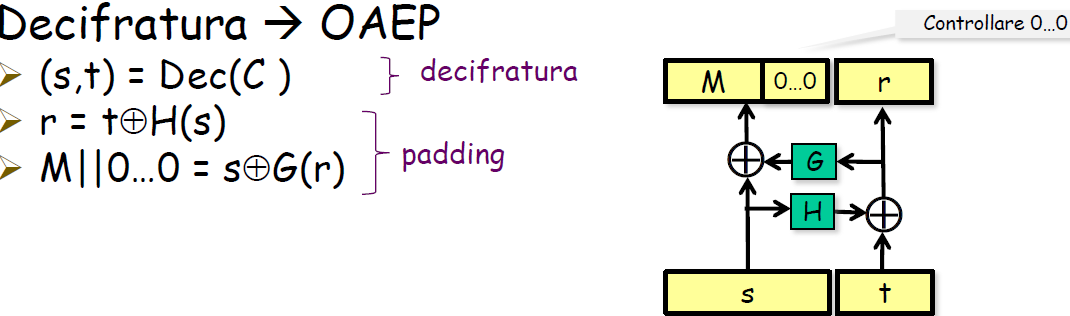 Decifratura → OAEP
Controllare 0...0
➢ (s,t) = Dec(C )
decifratura
➢ r = t⊕H(s)
➢ M||0...0 = s⊕G(r)
padding
M 0...0 r
G
H
s t